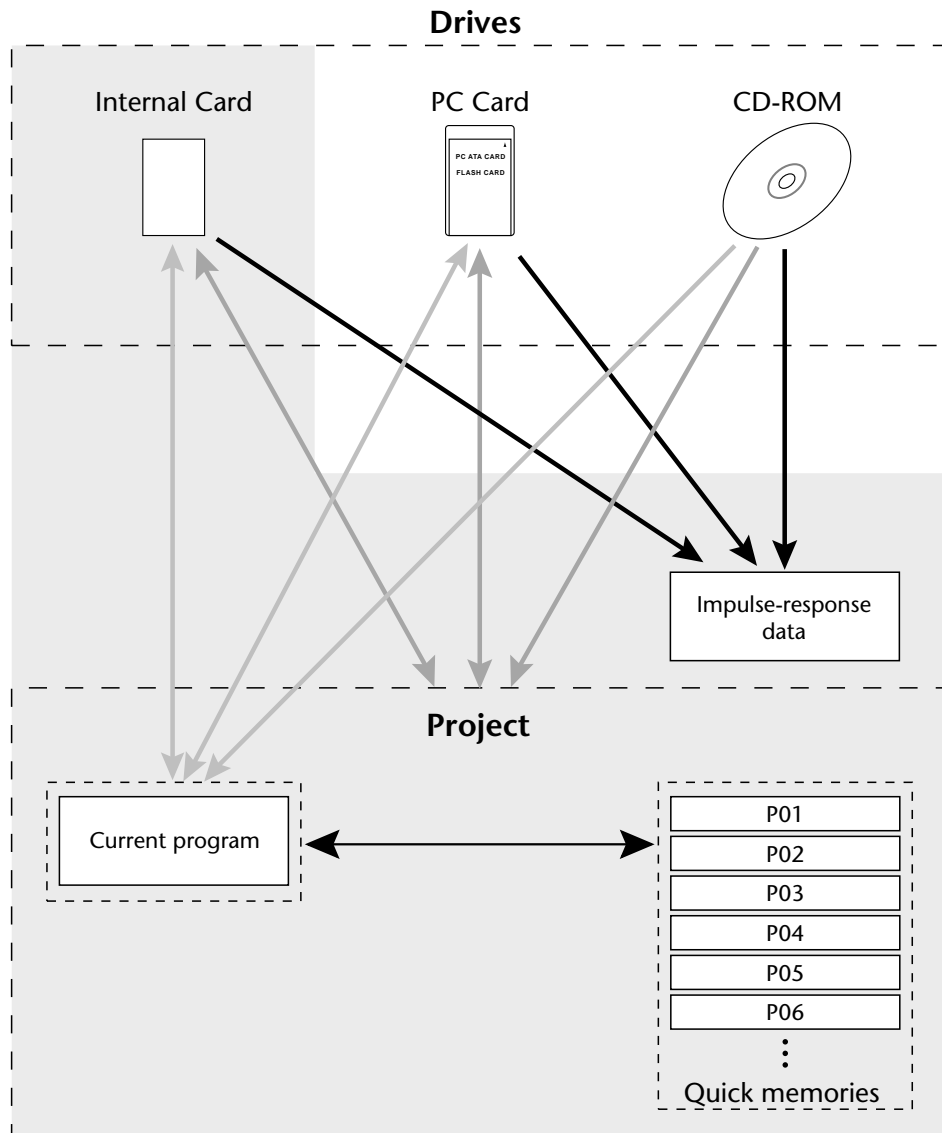 Drives
Internal Card
PC Card
CD-ROM
PC ATA CARD
FLASH CARD
Impulse-response
data
Project
Current program
P01
P02
P03
P04
P05
P06
Quick memories